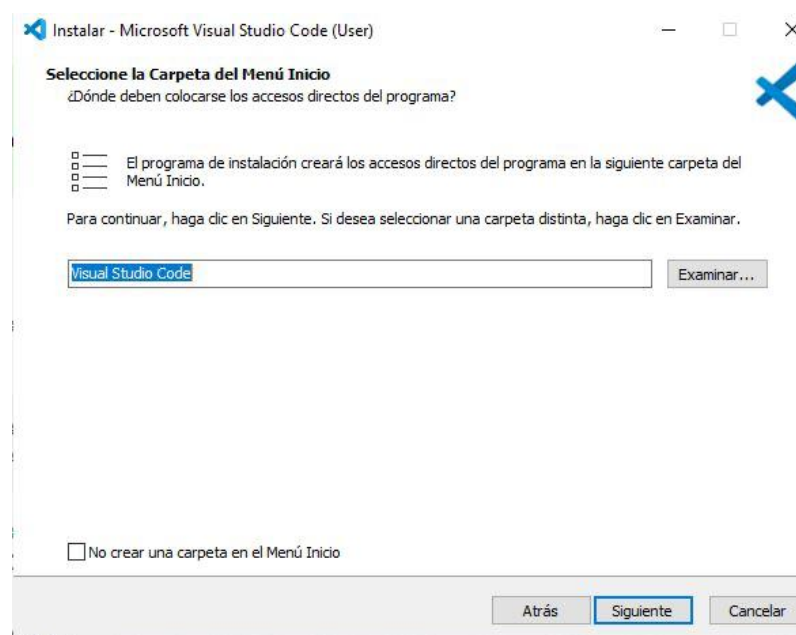 Instalar - Microsoft Visual Studio Code (User)
Seleccione la Carpeta del Menú Inicio
¿Dónde deben colocarse los accesos directos del programa?
El programa de instalación creará los accesos directos del programa en la siguiente carpeta del
Menú Inicio.
Para continuar, haga clic en Siguiente. Si desea seleccionar una carpeta distinta, haga clic en Examinar.
Visual Studio Code
Examinar...
No crear una carpeta en el Menú Inicio
Atrás
Siguiente
Cancelar